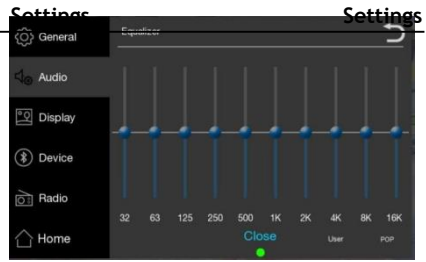 Settings Settings
General
Equalizer
Audio
Display
Device
Radio
Home
32 63 125 250 500 1K 2K 4K 8K 16K
Close User POP